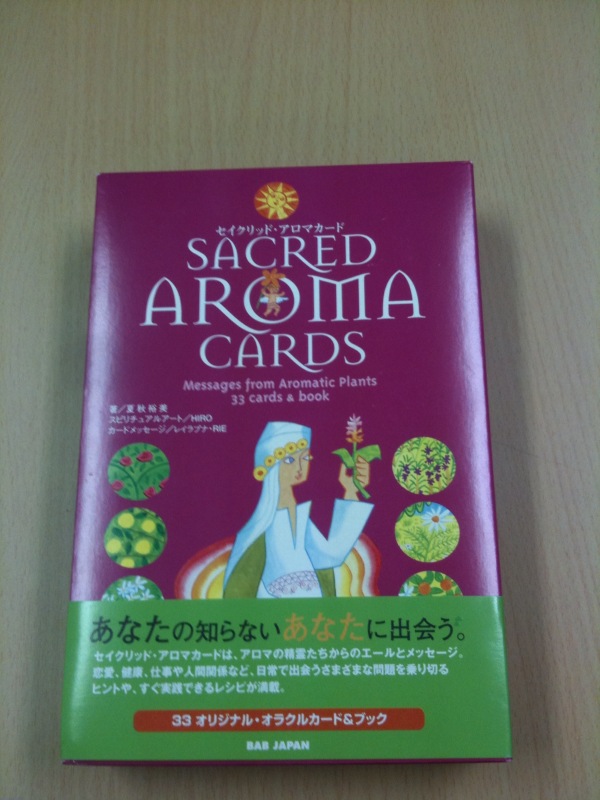 セイクリッド・アロマカード
SACRED
AROMA
CARDS
Messages from Aromatic Plants
33 cards & book
著／夏秋裕美
スピリチュアルアート／HIRO
カードメッセージ／レイラプナ・RIE
あなたの知らないあなたに出会う。
セイクリッド・アロマカードは、アロマの精霊たちからのエールとメッセージ。
恋愛、健康、仕事や人間関係など、日常で出会うさまざまな問題を乗り切る
ヒントや、すぐ実践できるレシピが満載。
33 オリジナル・オラクルカード&ブック
BAB JAPAN